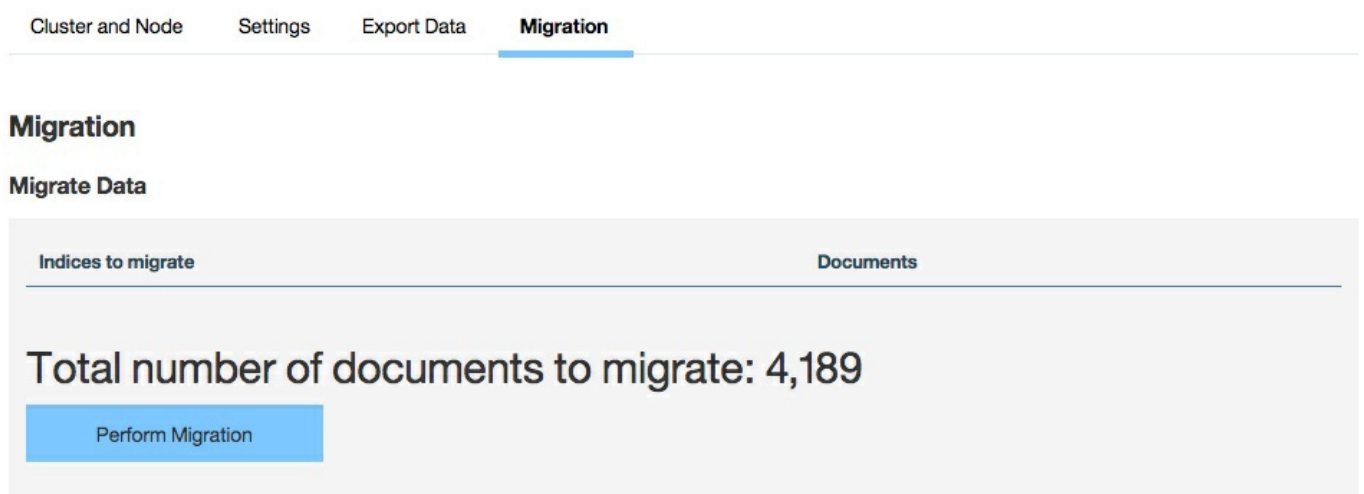 Cluster and Node Settings Export Data Migration
Migration
Migrate Data
Indices to migrate Documents
Total number of documents to migrate: 4,189
Perform Migration